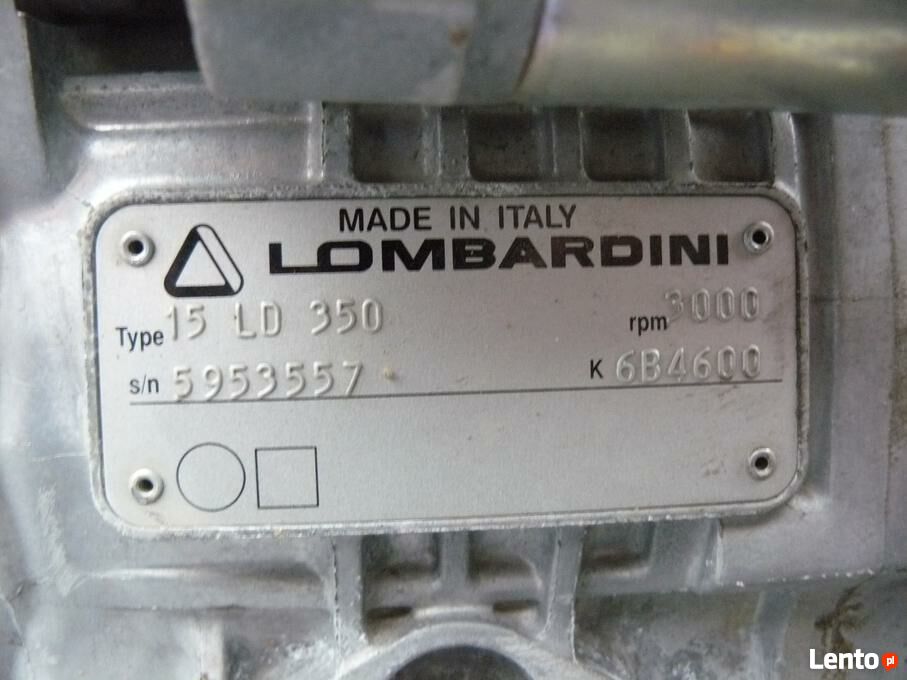 MADE IN ITALY
LOMBARDINI
Type 15 LD 350 rpm 3000
s/n 5953557 K 6B4600
Lento pl